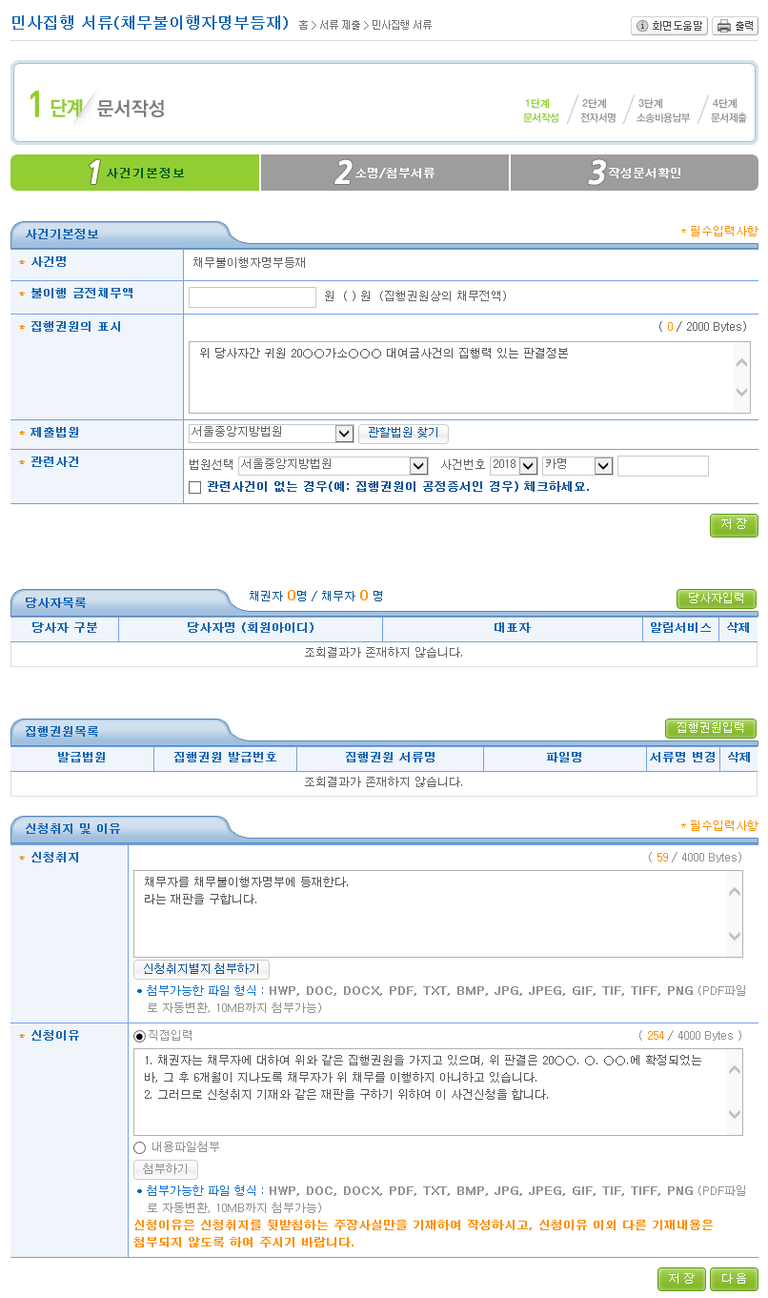 민사집행 서류(채무불이행자명부등재) 홈 > 서류 제출 > 민사집행 서류
화면도움말 출력
1 단계 문서작성
1단계 문서작성 2단계 전자서명 3단계 소송비용납부 4단계 문서제출
1 사건기본정보 2 소명/첨부서류 3 작성문서확인
사건기본정보 * 필수입력사항
* 사건명 채무불이행자명부등재
* 불이행 금전채무액 원 ( ) 원 (집행권원상의 채무전액)
* 집행권원의 표시 ( 0 / 2000 Bytes)
위 당사자간 귀원 20○○가소○○○ 대여금사건의 집행력 있는 판결정본
* 제출법원 서울중앙지방법원 관할법원 찾기
* 관련사건 법원선택 서울중앙지방법원 사건번호 2018 카명
관련사건이 없는 경우(예: 집행권원이 공정증서인 경우) 체크하세요.
저장
당사자목록 채권자 0명 / 채무자 0 명 당사자입력
당사자 구분 당사자명 (회원아이디) 대표자 알림서비스 삭제
조회결과가 존재하지 않습니다.
집행권원목록 집행권원입력
발급법원 집행권원 발급번호 집행권원 서류명 파일명 서류명 변경 삭제
조회결과가 존재하지 않습니다.
신청취지 및 이유 * 필수입력사항
* 신청취지 ( 59 / 4000 Bytes)
채무자를 채무불이행자명부에 등재한다.
라는 재판을 구합니다.
신청취지별지 첨부하기
• 첨부가능한 파일 형식 : HWP, DOC, DOCX, PDF, TXT, BMP, JPG, JPEG, GIF, TIF, TIFF, PNG (PDF파일
로 자동변환, 10MB까지 첨부가능)
* 신청이유 직접입력 ( 254 / 4000 Bytes )
1. 채권자는 채무자에 대하여 위와 같은 집행권원을 가지고 있으며, 위 판결은 20○○. ○. ○○.에 확정되었는
바, 그 후 6개월이 지나도록 채무자가 위 채무를 이행하지 아니하고 있습니다.
2. 그러므로 신청취지 기재와 같은 재판을 구하기 위하여 이 사건신청을 합니다.
내용파일첨부
첨부하기
• 첨부가능한 파일 형식 : HWP, DOC, DOCX, PDF, TXT, BMP, JPG, JPEG, GIF, TIF, TIFF, PNG (PDF파일
로 자동변환, 10MB까지 첨부가능)
신청이유은 신청취지를 뒷받침하는 주장사실만을 기재하여 작성하시고, 신청이유 이외 다른 기재내용은
첨부되지 않도록 하여 주시기 바랍니다.
저장 다음